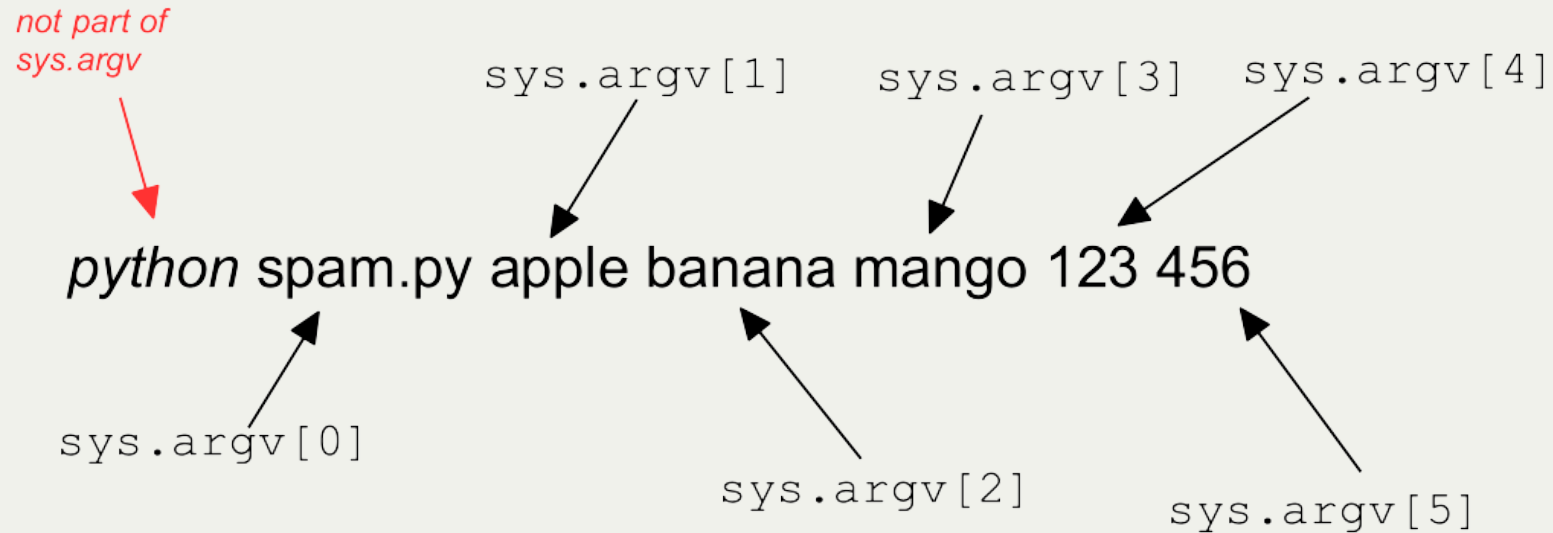 not part of
sys.argv
sys.argv[1]
sys.argv[3]
sys.argv[4]
python spam.py apple banana mango 123 456
sys.argv[0]
sys.argv[2]
sys.argv[5]